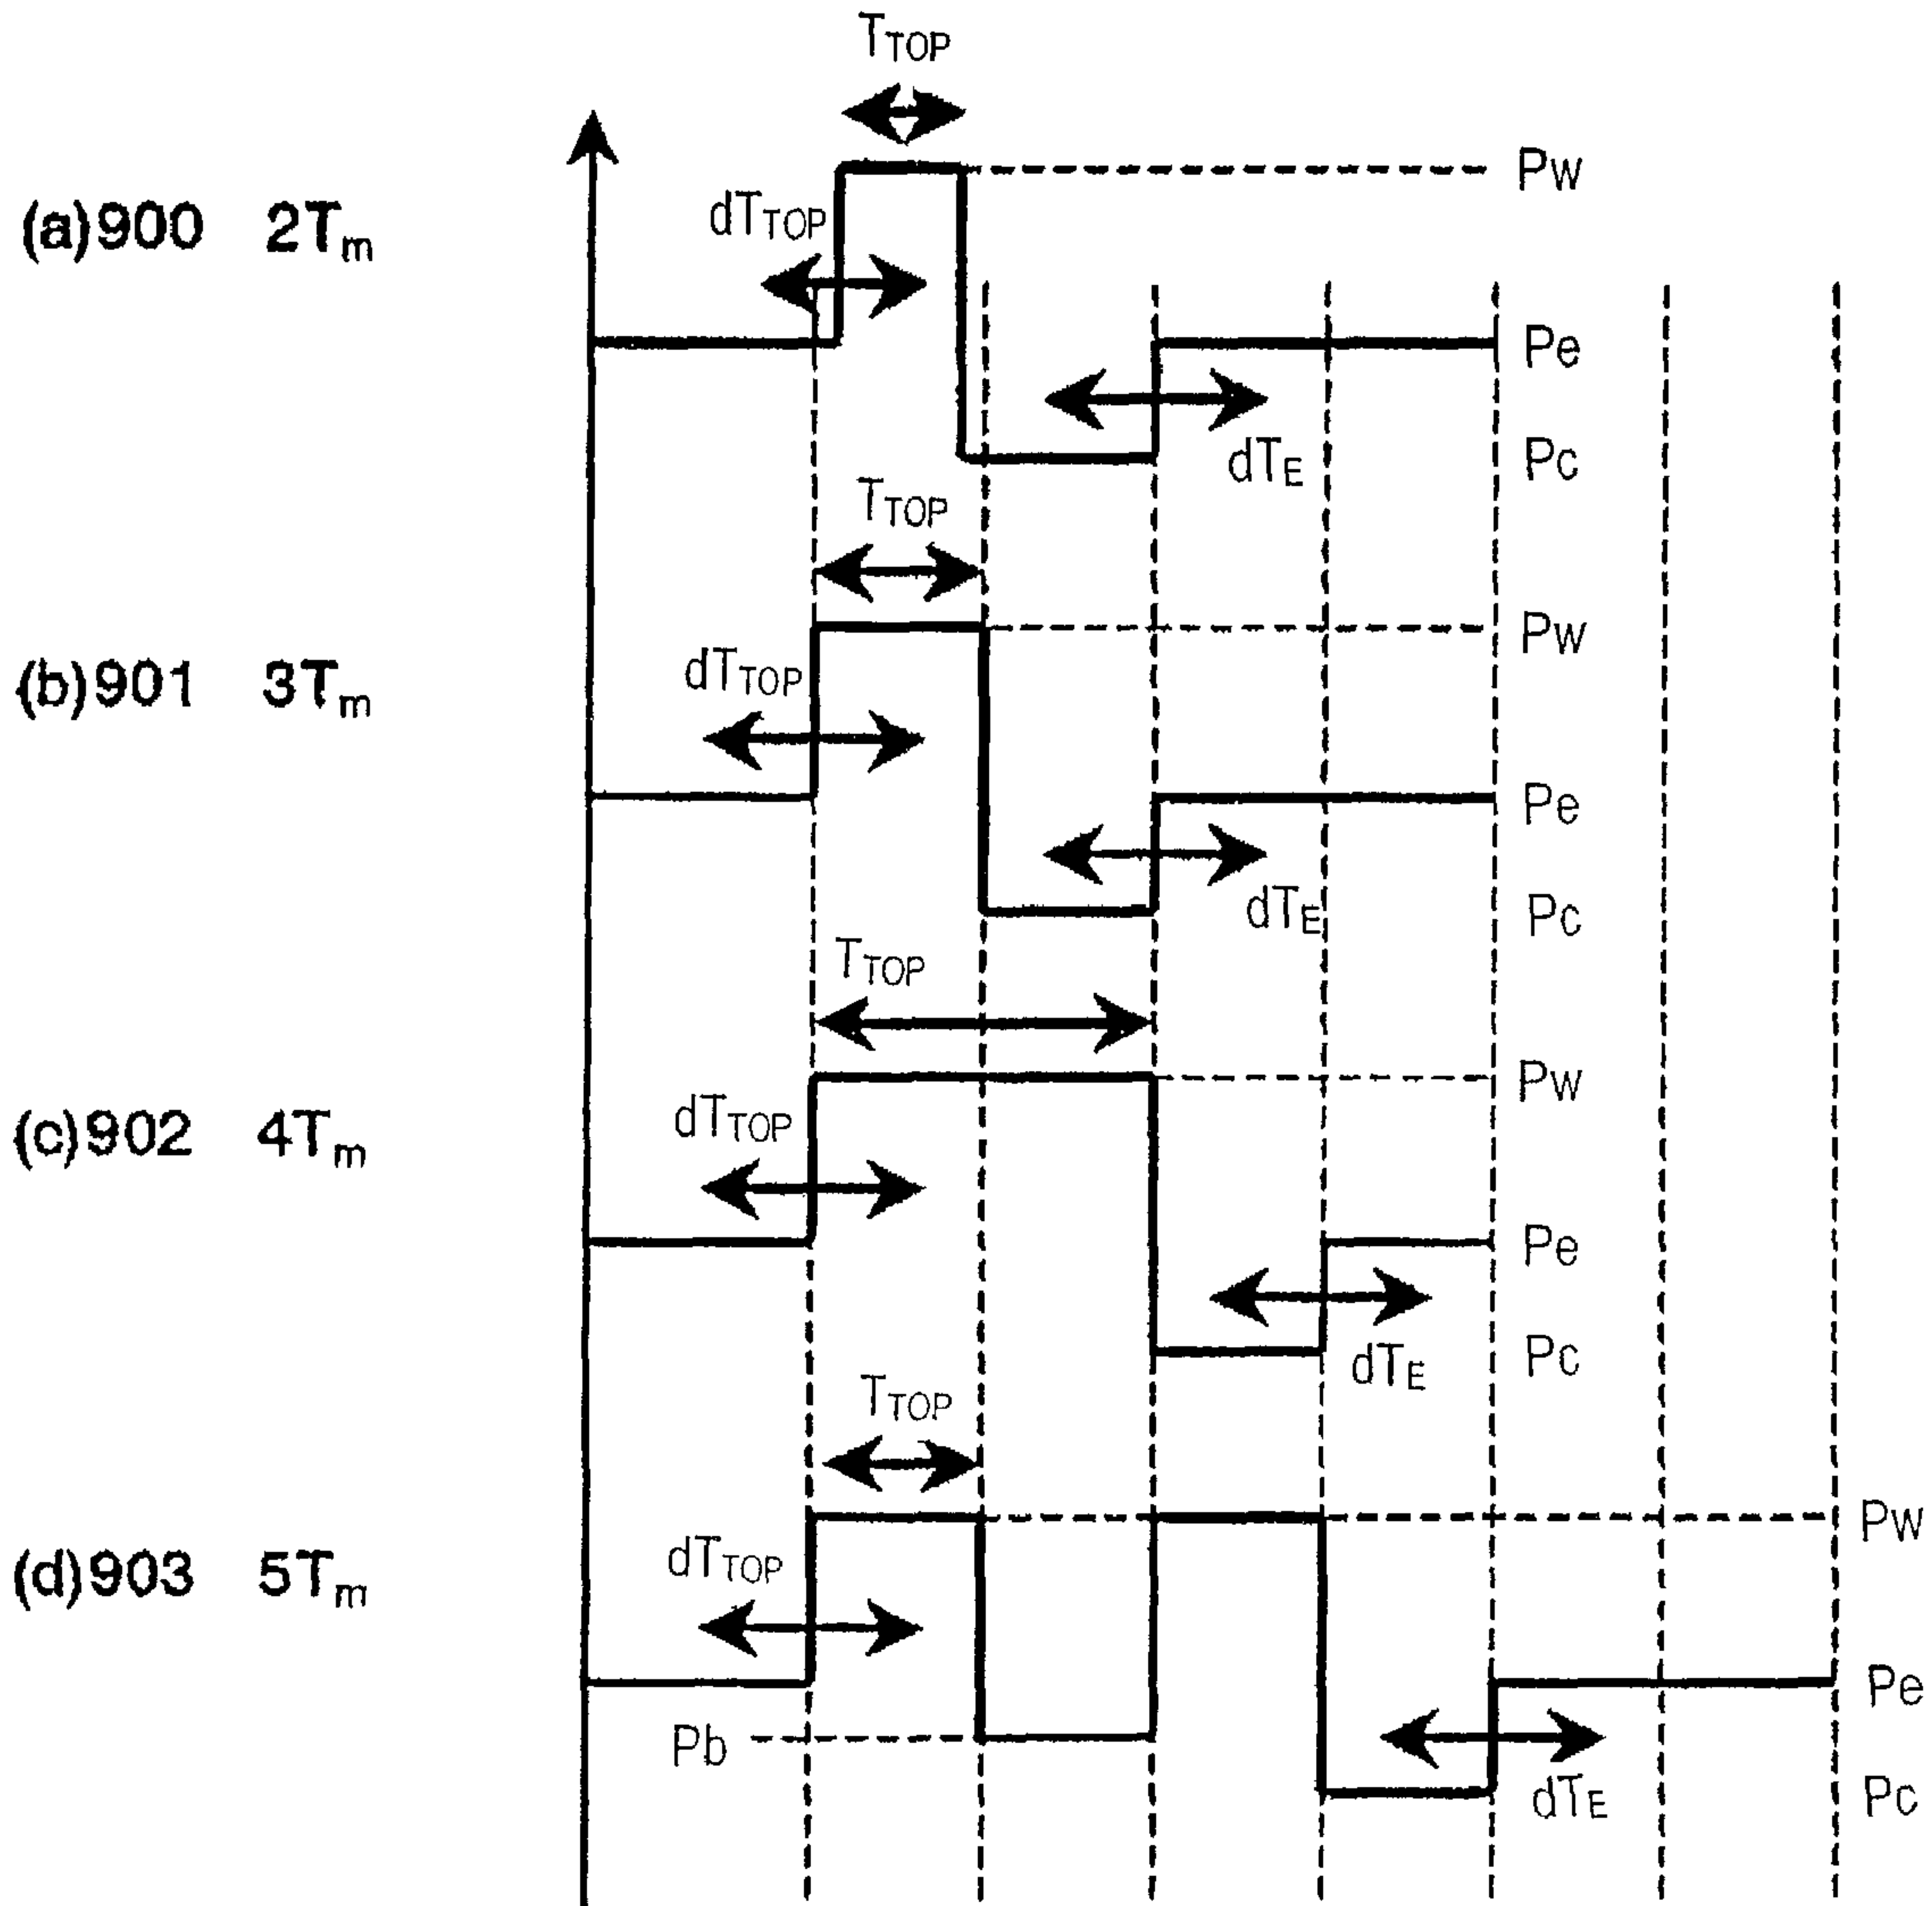 TTOP
Pw
dTTOP
(a)900 2Tm
Pe
dTE
Pc
TTOP
Pw
dTTOP
(b)901 3Tm
Pe
dTE
Pc
TTOP
Pw
dTTOP
(c)902 4Tm
Pe
dTE
Pc
TTOP
Pw
dTTOP
(d)903 5Tm
Pe
Pb
dTE
Pc